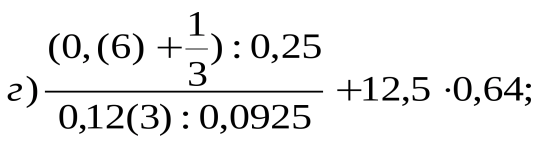 г) ((0,(6) + 1/3) : 0,25)/(0,12(3) : 0,0925) + 12,5 · 0,64;